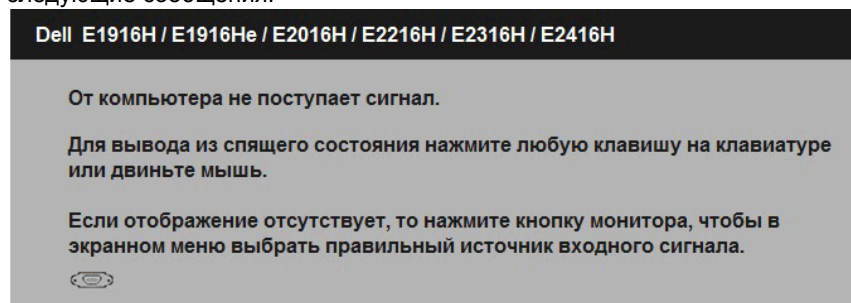 следующие сообщения:
Dell E1916H / E1916He / E2016H / E2216H / E2316H / E2416H
От компьютера не поступает сигнал.
Для вывода из спящего состояния нажмите любую клавишу на клавиатуре
или двиньте мышь.
Если отображение отсутствует, то нажмите кнопку монитора, чтобы в
экранном меню выбрать правильный источник входного сигнала.